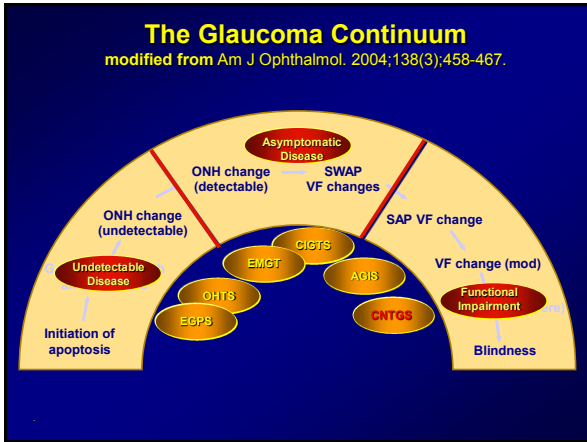 The Glaucoma Continuum
modified from Am J Ophthalmol. 2004;138(3);458-467.
Asymptomatic
Disease
ONH change
(detectable)
SWAP
VF changes
ONH change
(undetectable)
SAP VF change
Undetectable
Disease
VF change (mod)
Functional
Impairment
Initiation of
apoptosis
Blindness
CIGTS
EMGT
AGIS
OHTS
CNTGS
EGPS